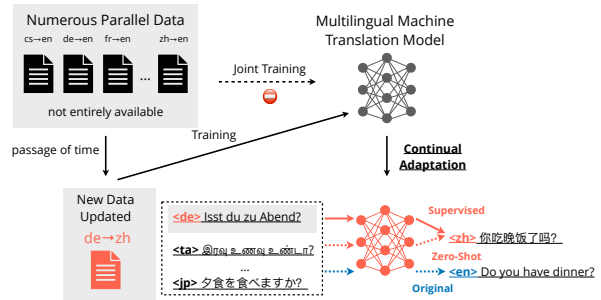 Numerous Parallel Data
cs→en de→en fr→en zh→en
...
not entirely available
Multilingual Machine
Translation Model
Joint Training
Training
passage of time
Continual
Adaptation
New Data
Updated
de→zh
<de> Isst du zu Abend?
<ta> இரவு உணவு உண்டா?
...
<jp>夕食を食べますか?
Supervised
<zh> 你吃晚饭了吗?
Zero-Shot
<en> Do you have dinner?
Original